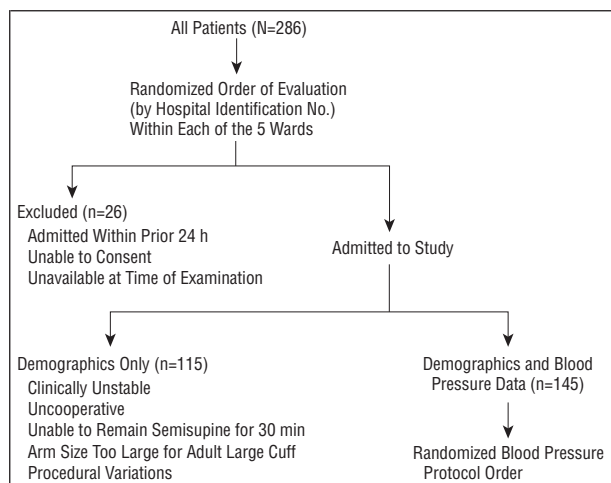 All Patients (N=286)
Randomized Order of Evaluation
(by Hospital Identification No.)
Within Each of the 5 Wards
Excluded (n=26)
Admitted Within Prior 24 h
Unable to Consent
Unavailable at Time of Examination
Admitted to Study
Demographics Only (n=115)
Clinically Unstable
Uncooperative
Unable to Remain Semisupine for 30 min
Arm Size Too Large for Adult Large Cuff
Procedural Variations
Demographics and Blood
Pressure Data (n=145)
Randomized Blood Pressure
Protocol Order